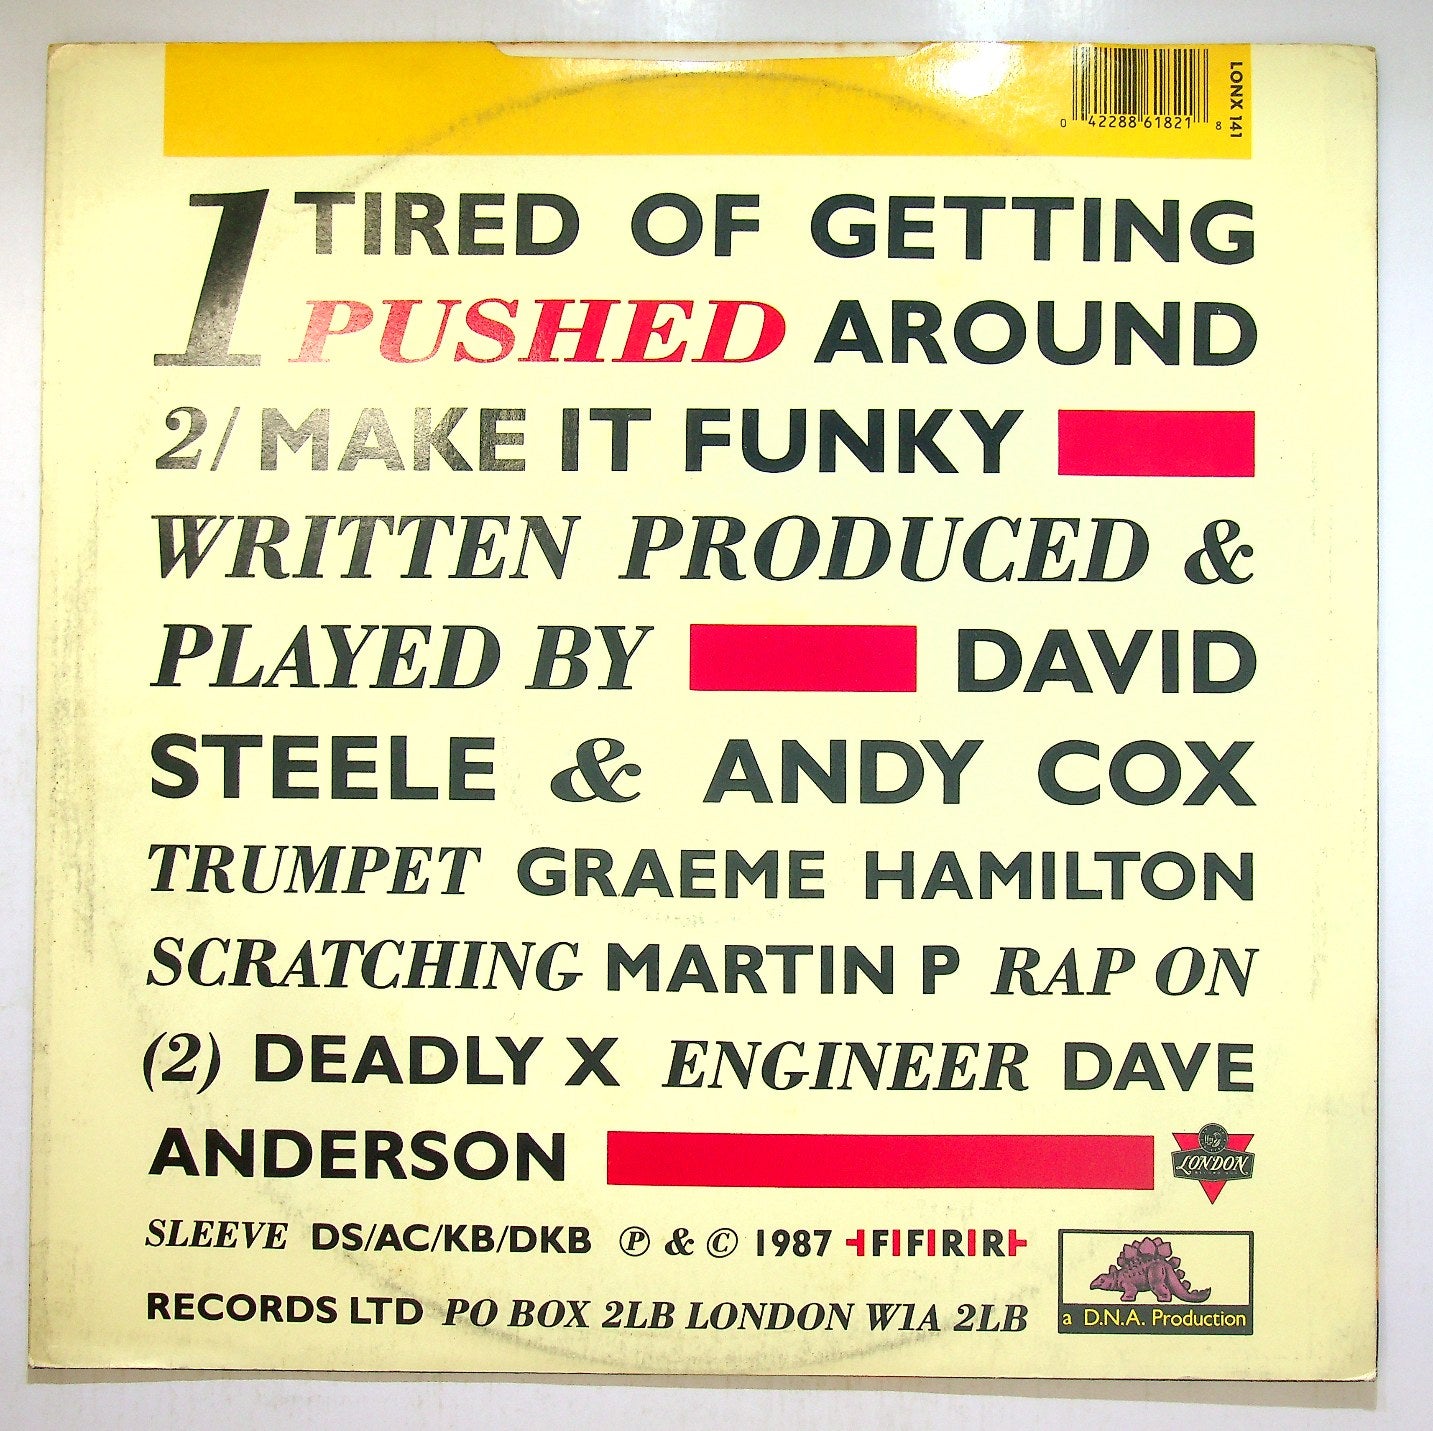 LONX 141
0 42288 61821 8
1 TIRED OF GETTING
PUSHED AROUND
2/ MAKE IT FUNKY
WRITTEN PRODUCED &
PLAYED BY DAVID
STEELE & ANDY COX
TRUMPET GRAEME HAMILTON
SCRATCHING MARTIN P RAP ON
(2) DEADLY X ENGINEER DAVE
ANDERSON
LONDON
SLEEVE DS/AC/KB/DKB ℗ & © 1987 FFRR
RECORDS LTD PO BOX 2LB LONDON W1A 2LB
a D.N.A. Production